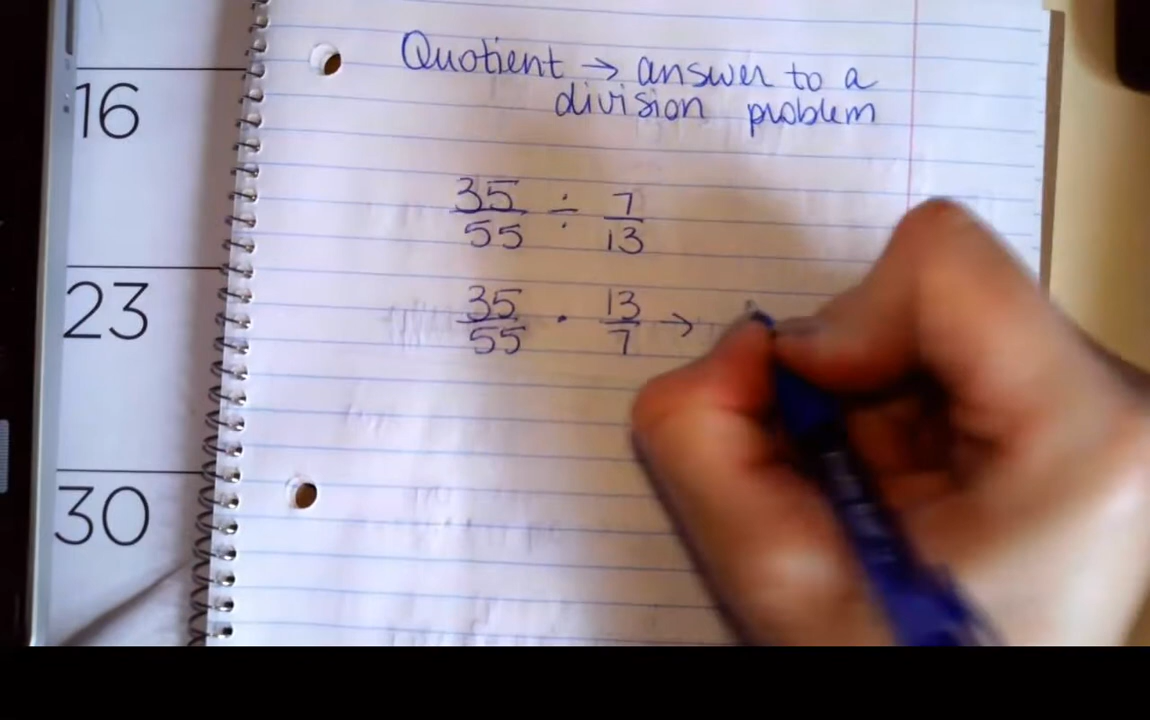 16
23
30
Quotient → answer to a
division problem
35/55 ÷ 7/13
35/55 · 13/7 →